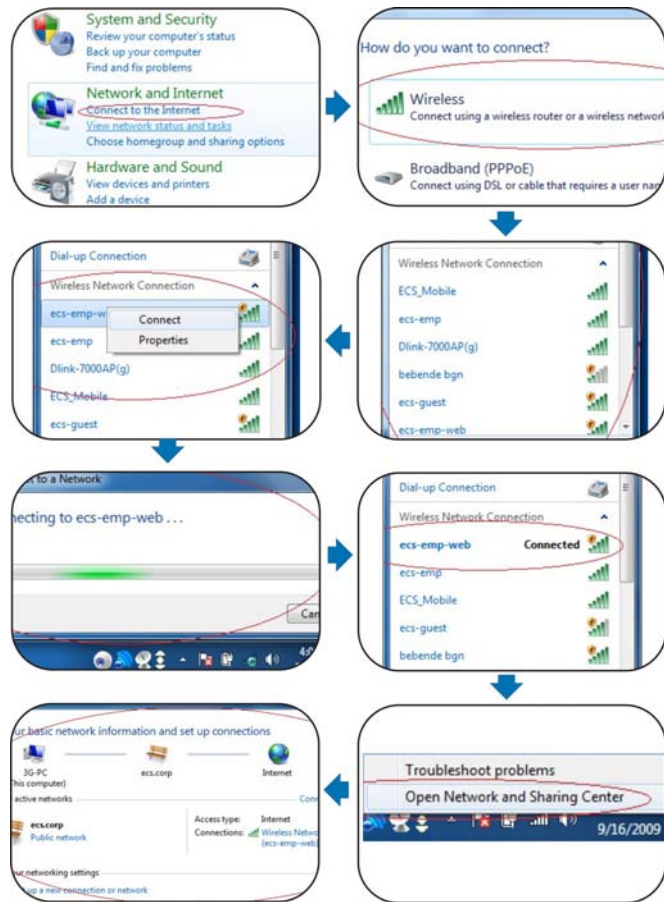 System and Security
Review your computer's status
Back up your computer
Find and fix problems
Network and Internet
Connect to the Internet
View network status and tasks
Choose homegroup and sharing options
Hardware and Sound
View devices and printers
Add a device
How do you want to connect?
Wireless
Connect using a wireless router or a wireless network
Broadband (PPPoE)
Connect using DSL or cable that requires a user nam
Wireless Network Connection
ECS_Mobile
ecs-emp
Dlink-7000AP(g)
bebende bgn
ecs-guest
ecs-emp-web
Dial-up Connection
Wireless Network Connection
ecs-emp-w
Connect
ecs-emp
Properties
Dlink-7000AP(g)
ECS_Mobile
ecs-guest
ct to a Network
necting to ecs-emp-web . . .
Can
Dial-up Connection
Wireless Network Connection
ecs-emp-web Connected
ecs-emp
ECS_Mobile
ecs-guest
bebende bgn
Troubleshoot problems
Open Network and Sharing Center
9/16/2009
ur basic network information and set up connections
3G-PC
ecs.corp
Internet
This computer)
active networks
Conn
ecs.corp
Public network
Access type: Internet
Connections: Wireless Netwo
(ecs-emp-web)
ur networking settings
up a new connection or network